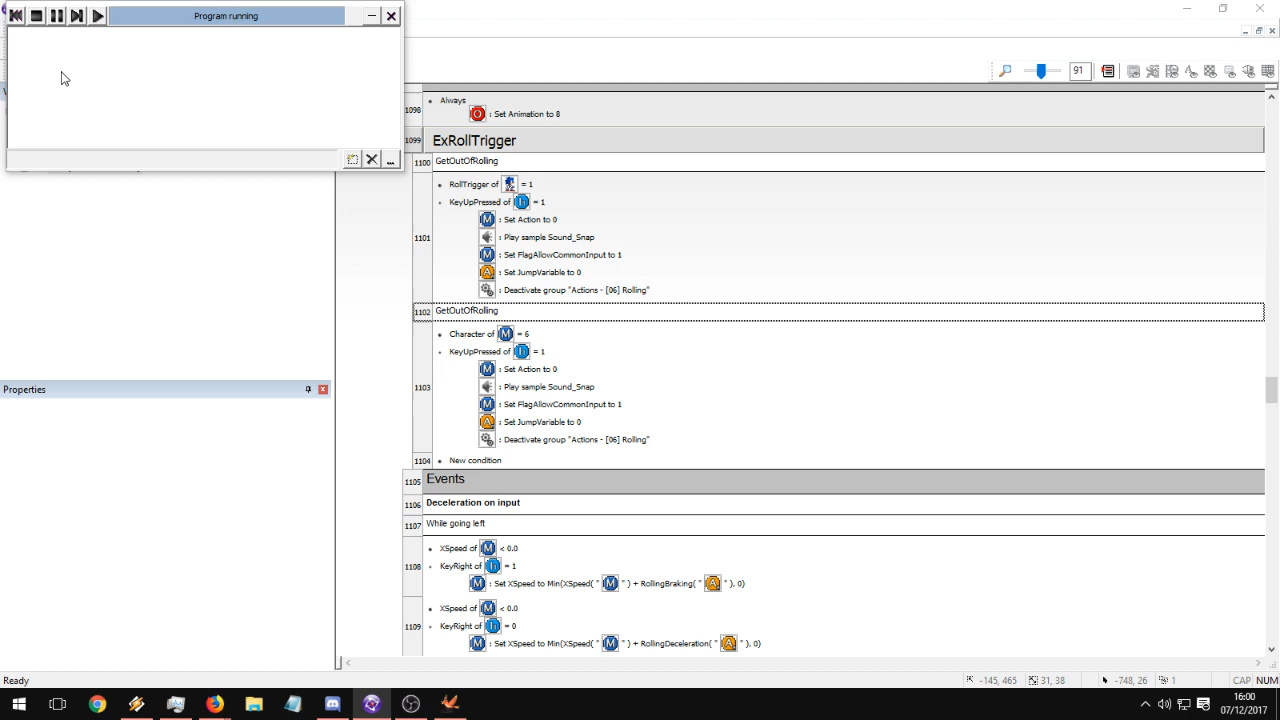 Program running
91
1098
Always
: Set Animation to 8
1099
ExRollTrigger
1100
GetOutOfRolling
RollTrigger of = 1
KeyUpPressed of = 1
: Set Action to 0
1101
: Play sample Sound_Snap
: Set FlagAllowCommonInput to 1
: Set JumpVariable to 0
: Deactivate group "Actions - [06] Rolling"
1102
GetOutOfRolling
Character of = 6
KeyUpPressed of = 1
: Set Action to 0
1103
: Play sample Sound_Snap
: Set FlagAllowCommonInput to 1
: Set JumpVariable to 0
: Deactivate group "Actions - [06] Rolling"
1104
New condition
1105
Events
1106
Deceleration on input
1107
While going left
XSpeed of < 0.0
1108
KeyRight of = 1
: Set XSpeed to Min(XSpeed( " " ) + RollingBraking( " " ), 0)
XSpeed of < 0.0
1109
KeyRight of = 0
: Set XSpeed to Min(XSpeed( " " ) + RollingDeceleration( " " ), 0)
Properties
Ready
-145, 465
31, 38
-748, 26
1
CAP
NUM
16:00
07/12/2017